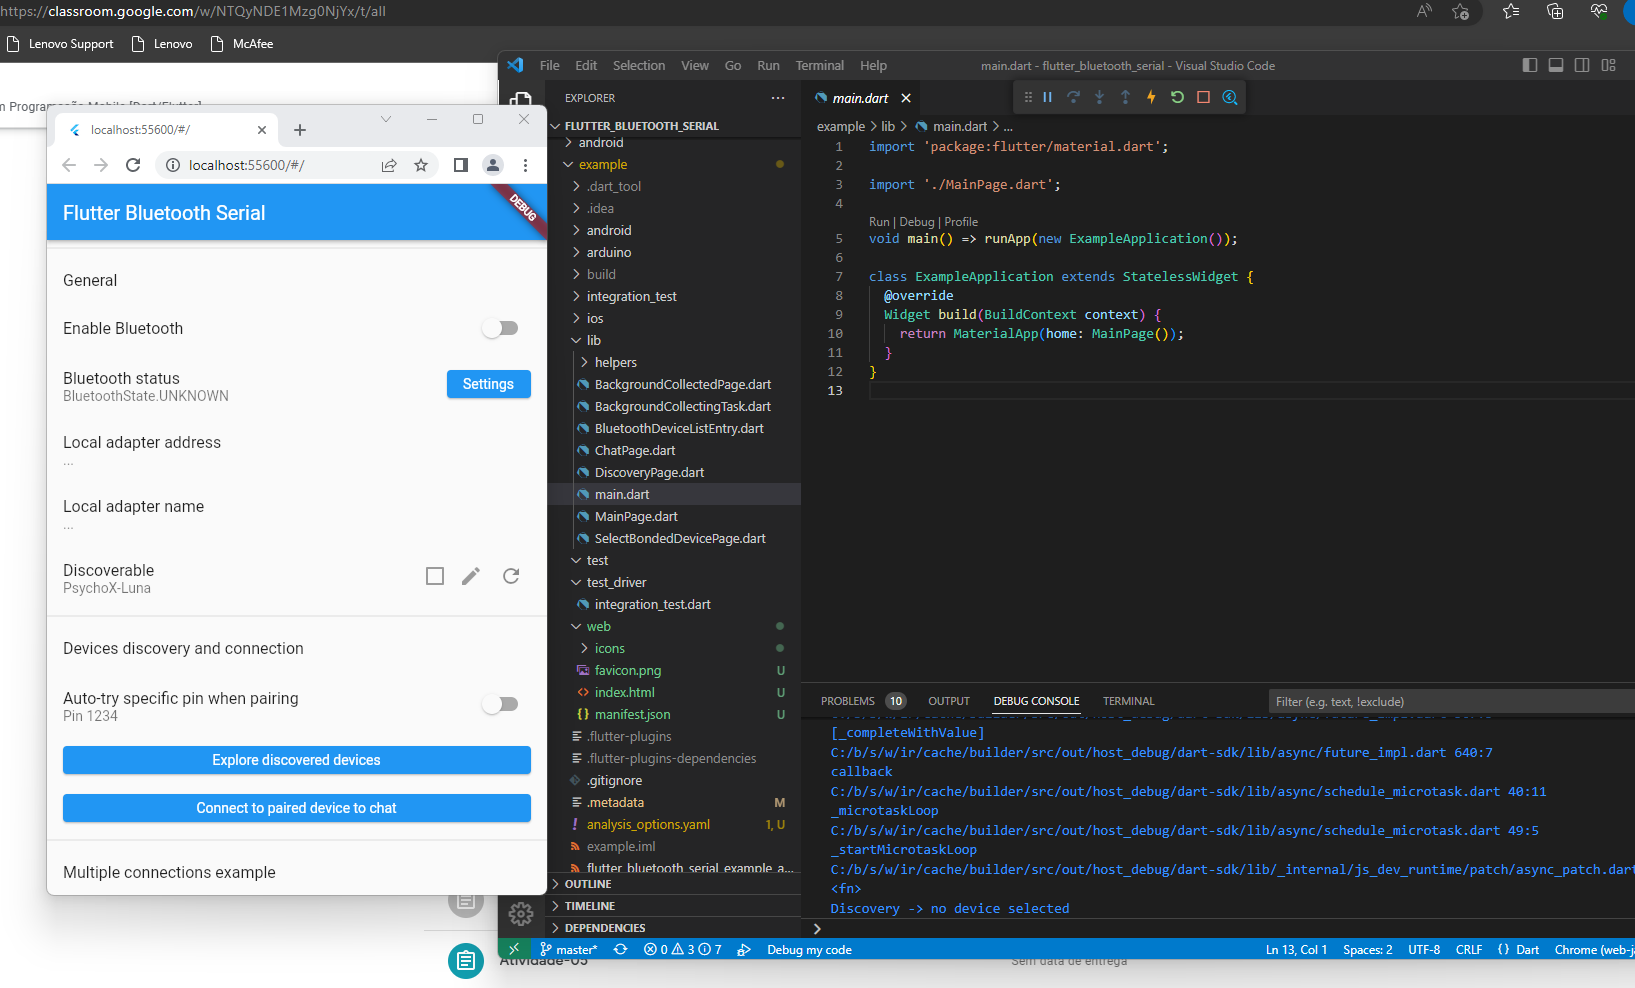 https://classroom.google.com/w/NTQyNDE1Mzg0NjYx/t/all
Lenovo Support
Lenovo
McAfee
Programação Mobile [Dart/Flutter]
localhost:55600/#/
localhost:55600/#/
Flutter Bluetooth Serial
DEBUG
General
Enable Bluetooth
Bluetooth status
BluetoothState.UNKNOWN
Settings
Local adapter address
...
Local adapter name
...
Discoverable
PsychoX-Luna
Devices discovery and connection
Auto-try specific pin when pairing
Pin 1234
Explore discovered devices
Connect to paired device to chat
Multiple connections example
File Edit Selection View Go Run Terminal Help
main.dart - flutter_bluetooth_serial - Visual Studio Code
EXPLORER
FLUTTER_BLUETOOTH_SERIAL
android
example
.dart_tool
.idea
android
arduino
build
integration_test
ios
lib
helpers
BackgroundCollectedPage.dart
BackgroundCollectingTask.dart
BluetoothDeviceListEntry.dart
ChatPage.dart
DiscoveryPage.dart
main.dart
MainPage.dart
SelectBondedDevicePage.dart
test
test_driver
integration_test.dart
web
icons
favicon.png U
index.html U
manifest.json U
.flutter-plugins
.flutter-plugins-dependencies
.gitignore
.metadata M
analysis_options.yaml 1, U
example.iml
flutter_bluetooth_serial_example_a...
OUTLINE
TIMELINE
DEPENDENCIES
main.dart
example > lib > main.dart > ...
1 import 'package:flutter/material.dart';
2
3 import './MainPage.dart';
4
Run | Debug | Profile
5 void main() => runApp(new ExampleApplication());
6
7 class ExampleApplication extends StatelessWidget {
8 @override
9 Widget build(BuildContext context) {
10 return MaterialApp(home: MainPage());
11 }
12 }
13
PROBLEMS 10 OUTPUT DEBUG CONSOLE TERMINAL
Filter (e.g. text, !exclude)
[_completeWithValue]
C:/b/s/w/ir/cache/builder/src/out/host_debug/dart-sdk/lib/async/future_impl.dart 640:7
callback
C:/b/s/w/ir/cache/builder/src/out/host_debug/dart-sdk/lib/async/schedule_microtask.dart 40:11
_microtaskLoop
C:/b/s/w/ir/cache/builder/src/out/host_debug/dart-sdk/lib/async/schedule_microtask.dart 49:5
_startMicrotaskLoop
C:/b/s/w/ir/cache/builder/src/out/host_debug/dart-sdk/lib/_internal/js_dev_runtime/patch/async_patch.dart
<fn>
Discovery -> no device selected
master* 0 3 7 Debug my code
Ln 13, Col 1 Spaces: 2 UTF-8 CRLF {} Dart Chrome (web-ja
Atividade-05
Sem data de entrega